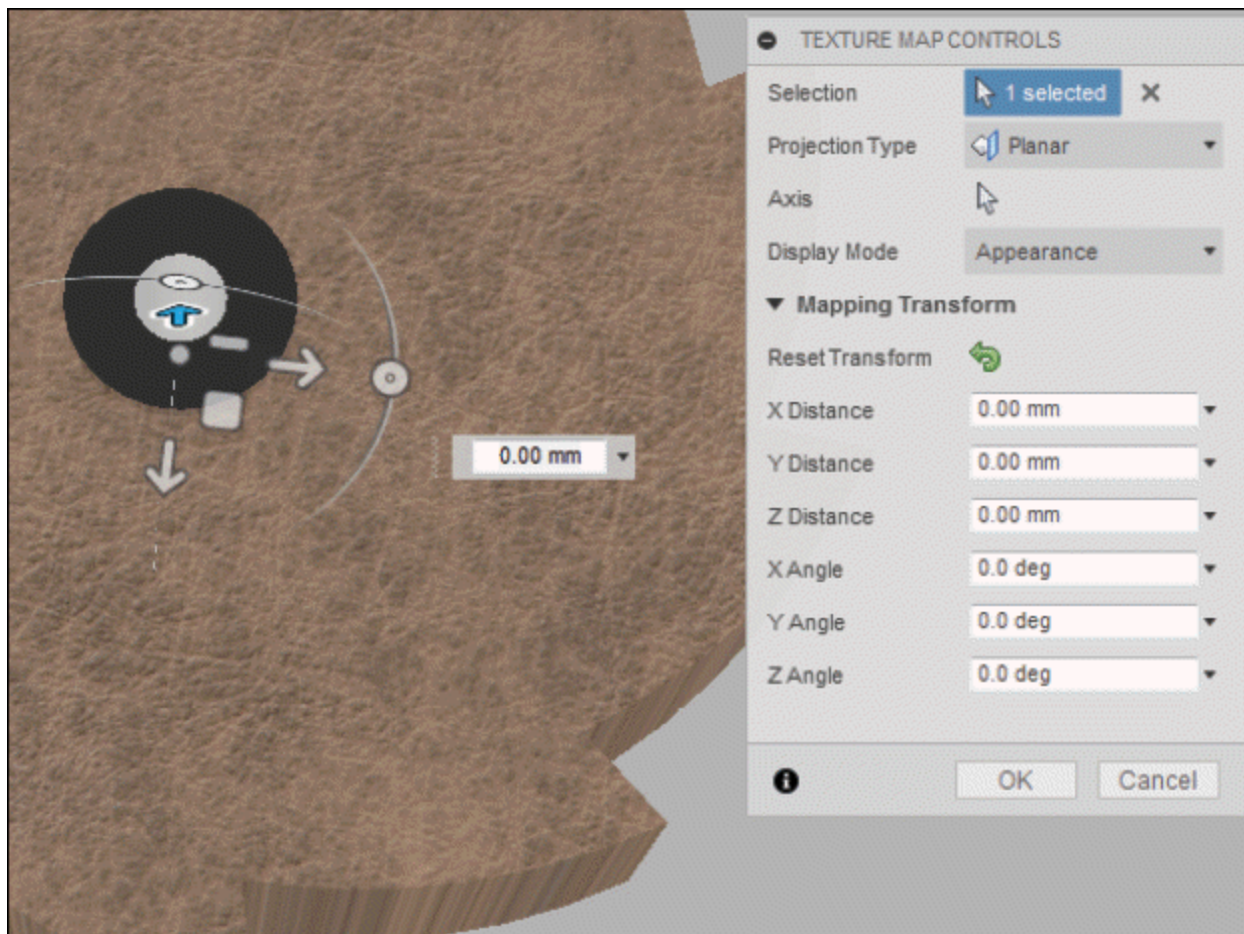 TEXTURE MAP CONTROLS
Selection 1 selected
Projection Type Planar
Axis
Display Mode Appearance
Mapping Transform
Reset Transform
X Distance 0.00 mm
0.00 mm
Y Distance 0.00 mm
Z Distance 0.00 mm
X Angle 0.0 deg
Y Angle 0.0 deg
Z Angle 0.0 deg
OK Cancel